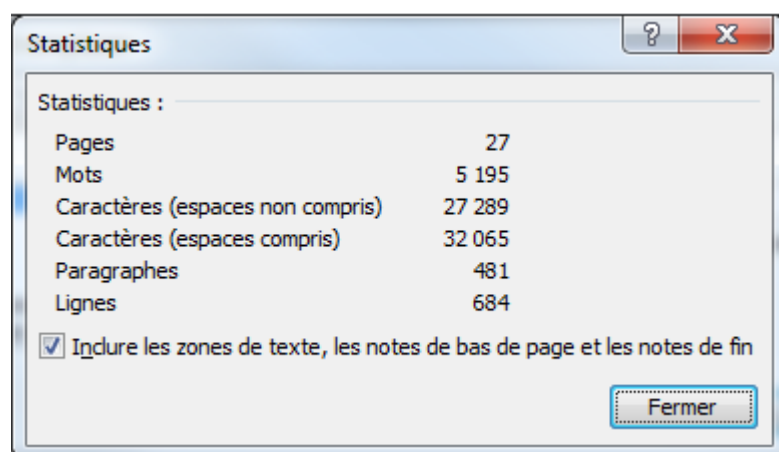 Statistiques
Statistiques :
Pages 27
Mots 5 195
Caractères (espaces non compris) 27 289
Caractères (espaces compris) 32 065
Paragraphes 481
Lignes 684
Inclure les zones de texte, les notes de bas de page et les notes de fin
Fermer